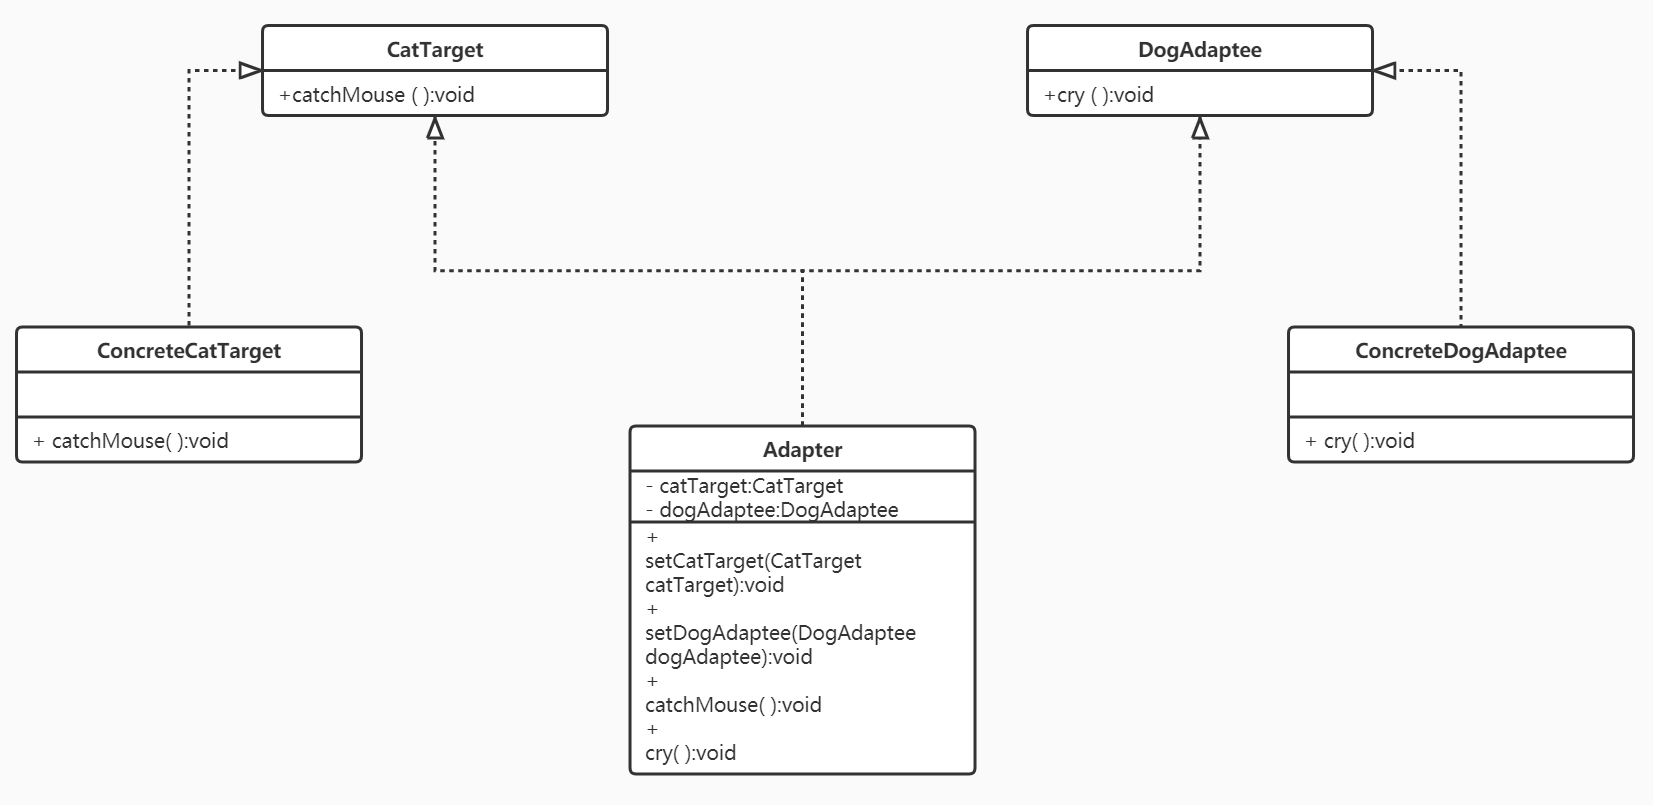 CatTarget
+catchMouse ( ):void
DogAdaptee
+cry ( ):void
ConcreteCatTarget
+ catchMouse( ):void
ConcreteDogAdaptee
+ cry( ):void
Adapter
- catTarget:CatTarget
- dogAdaptee:DogAdaptee
+
setCatTarget(CatTarget
catTarget):void
+
setDogAdaptee(DogAdaptee
dogAdaptee):void
+
catchMouse( ):void
+
cry( ):void